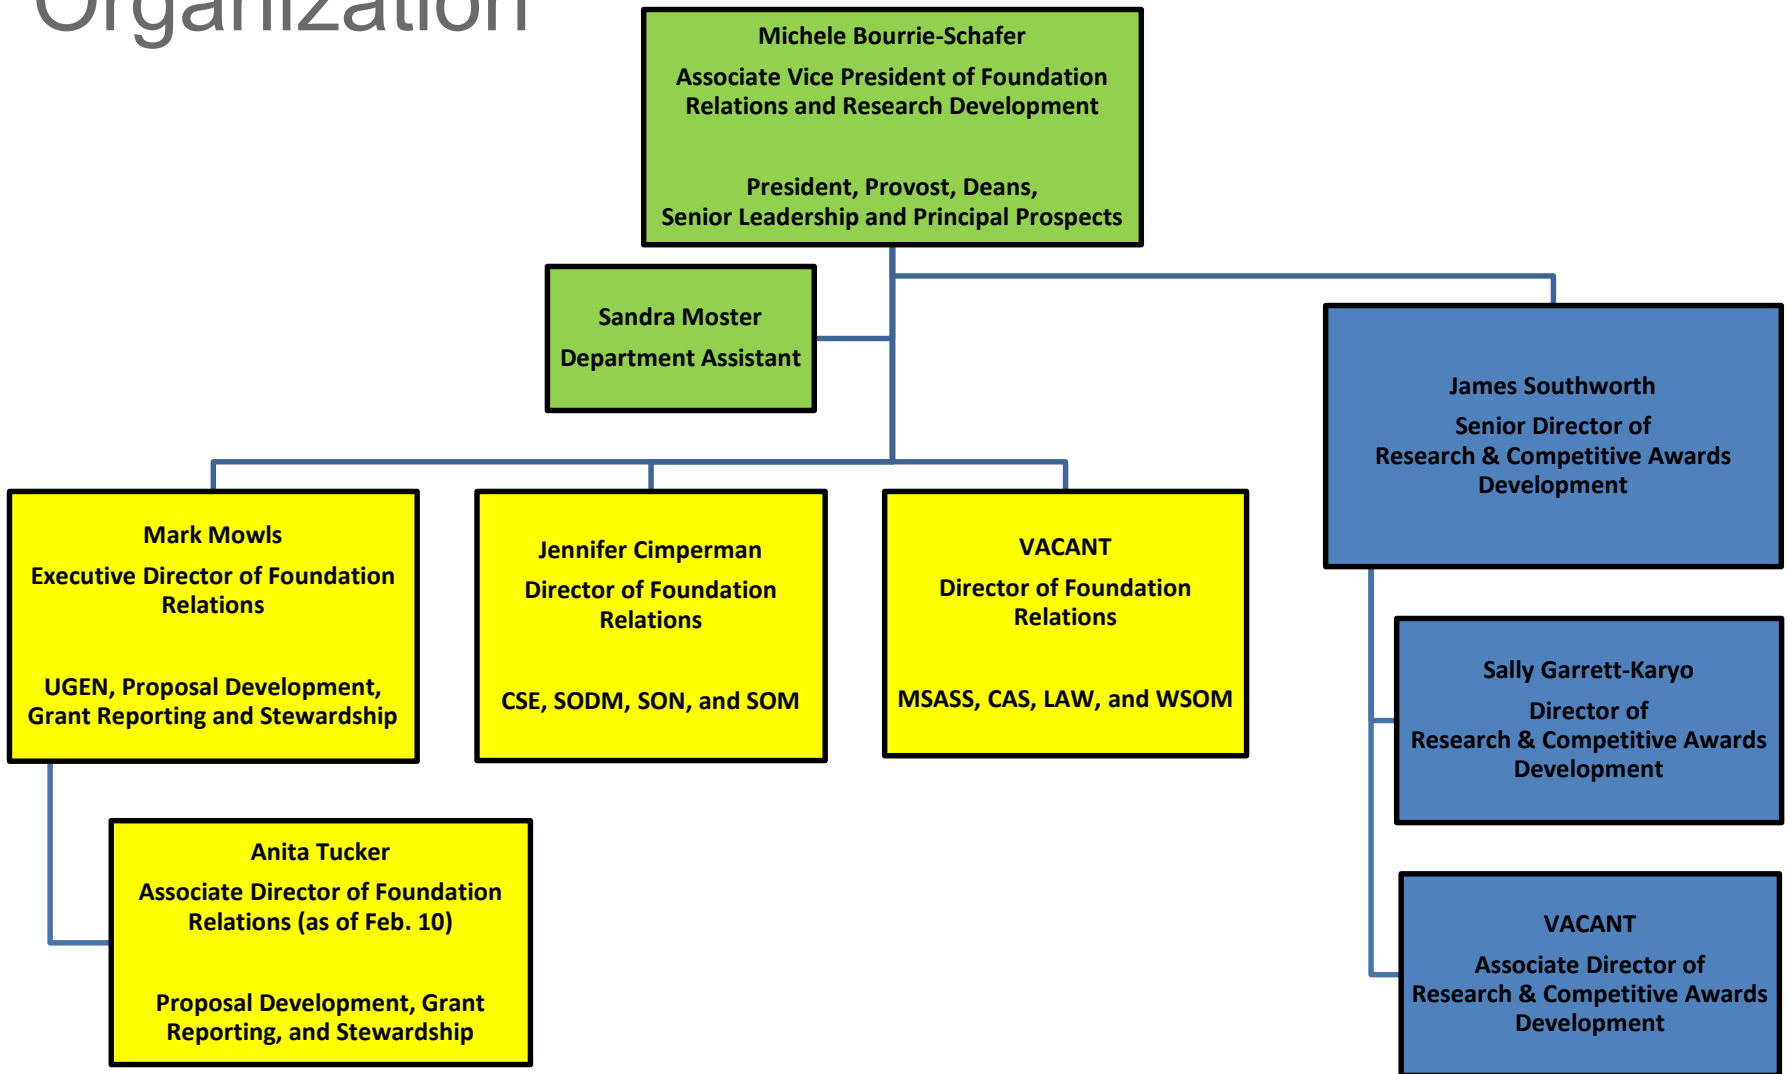 Organization
Michele Bourrie-Schafer
Associate Vice President of Foundation
Relations and Research Development
President, Provost, Deans,
Senior Leadership and Principal Prospects
Sandra Moster
Department Assistant
James Southworth
Senior Director of
Research & Competitive Awards
Development
Mark Mowls
Executive Director of Foundation
Relations
UGEN, Proposal Development,
Grant Reporting and Stewardship
Jennifer Cimperman
Director of Foundation
Relations
CSE, SODM, SON, and SOM
VACANT
Director of Foundation
Relations
MSASS, CAS, LAW, and WSOM
Sally Garrett-Karyo
Director of
Research & Competitive Awards
Development
Anita Tucker
Associate Director of Foundation
Relations (as of Feb. 10)
Proposal Development, Grant
Reporting, and Stewardship
VACANT
Associate Director of
Research & Competitive Awards
Development